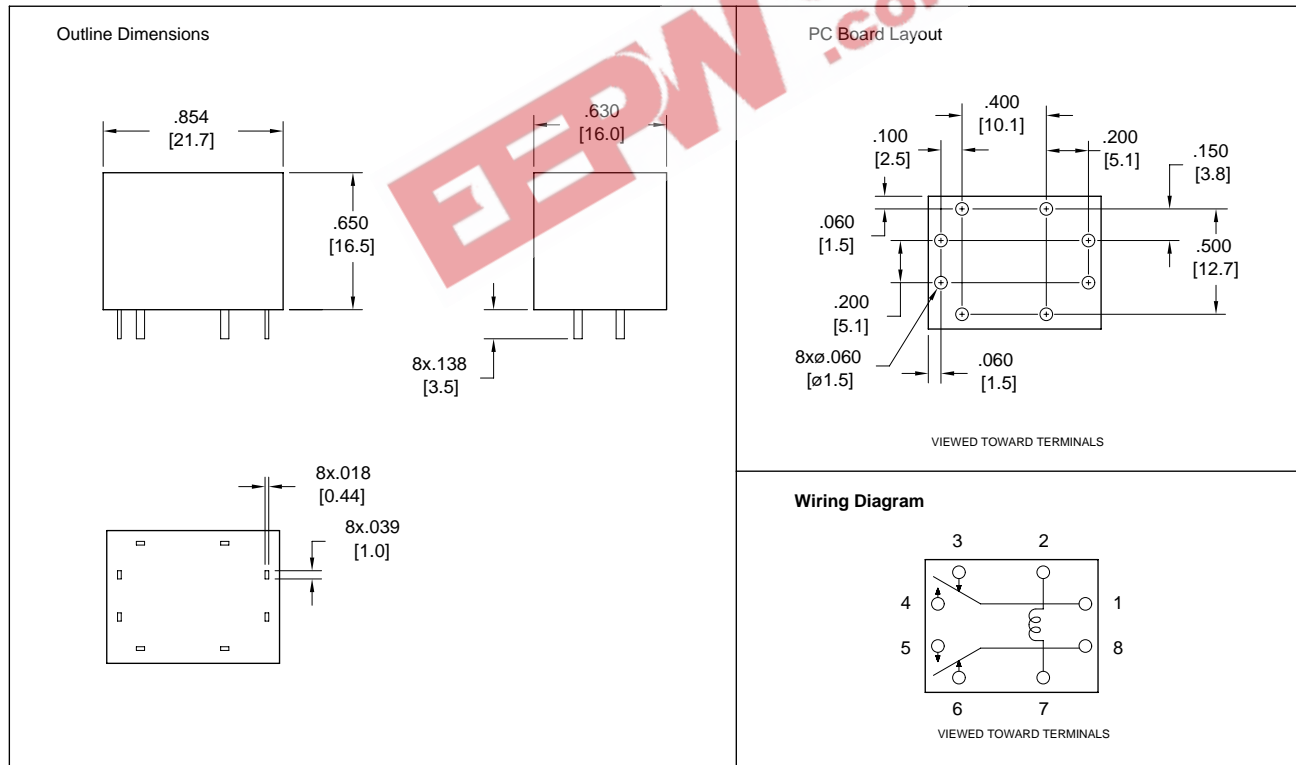 Outline Dimensions
.854
[21.7]
.630
[16.0]
.650
[16.5]
8x.138
[3.5]
8x.018
[0.44]
8x.039
[1.0]
EEPW
.com
PC Board Layout
.400
[10.1]
.100
[2.5]
.200
[5.1]
.150
[3.8]
.060
[1.5]
.500
[12.7]
.200
[5.1]
8xø.060
[ø1.5]
.060
[1.5]
VIEWED TOWARD TERMINALS
Wiring Diagram
3 2
4 1
5 8
6 7
VIEWED TOWARD TERMINALS